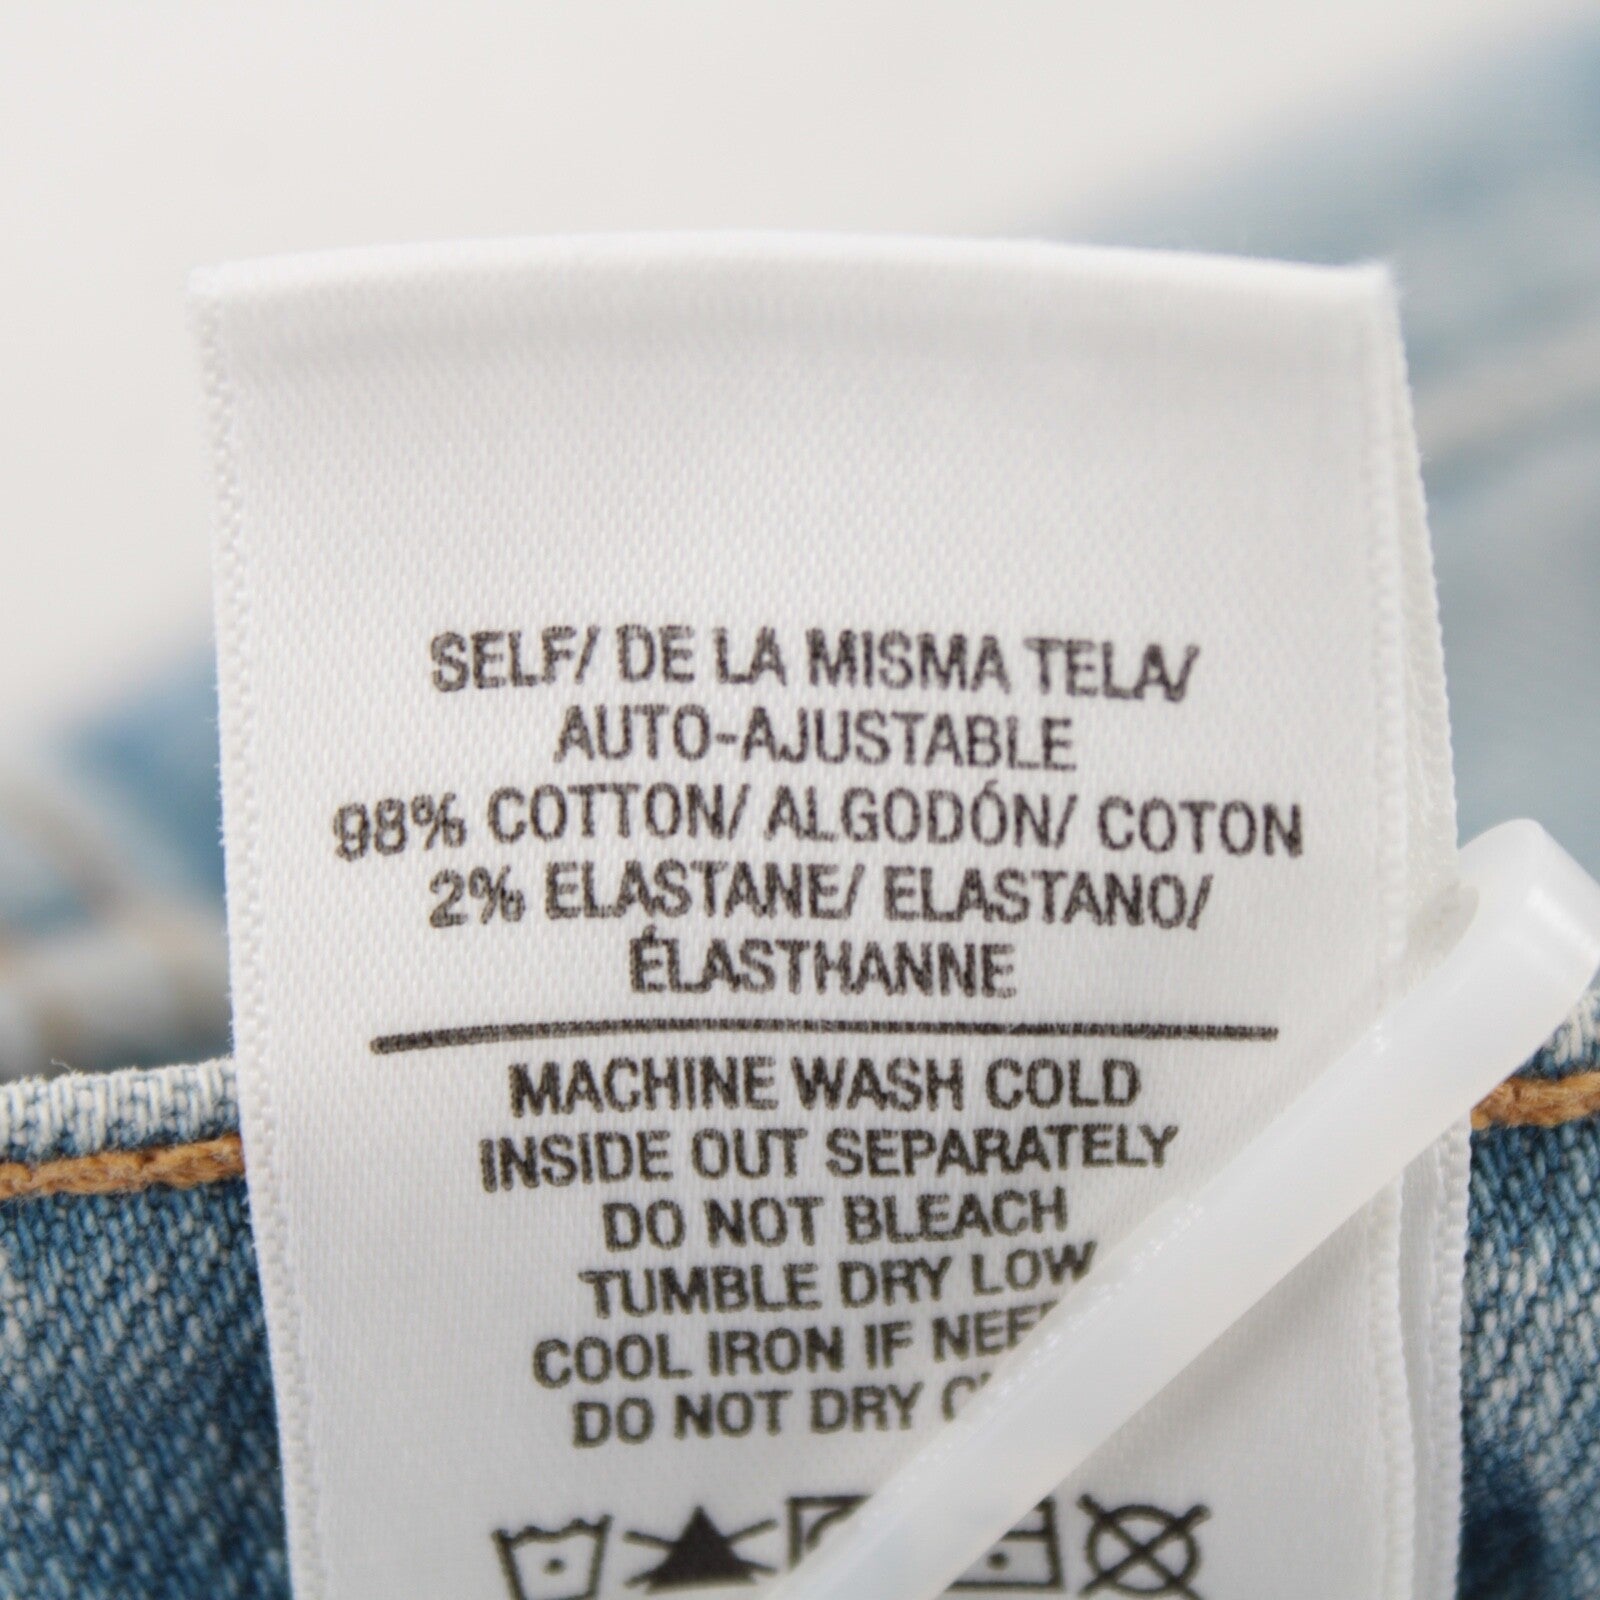 SELF/ DE LA MISMA TELA/
AUTO-AJUSTABLE
98% COTTON/ ALGODÓN/ COTON
2% ELASTANE/ ELASTANO/
ÉLASTHANNE
MACHINE WASH COLD
INSIDE OUT SEPARATELY
DO NOT BLEACH
TUMBLE DRY LOW
COOL IRON IF
DO NOT DRY